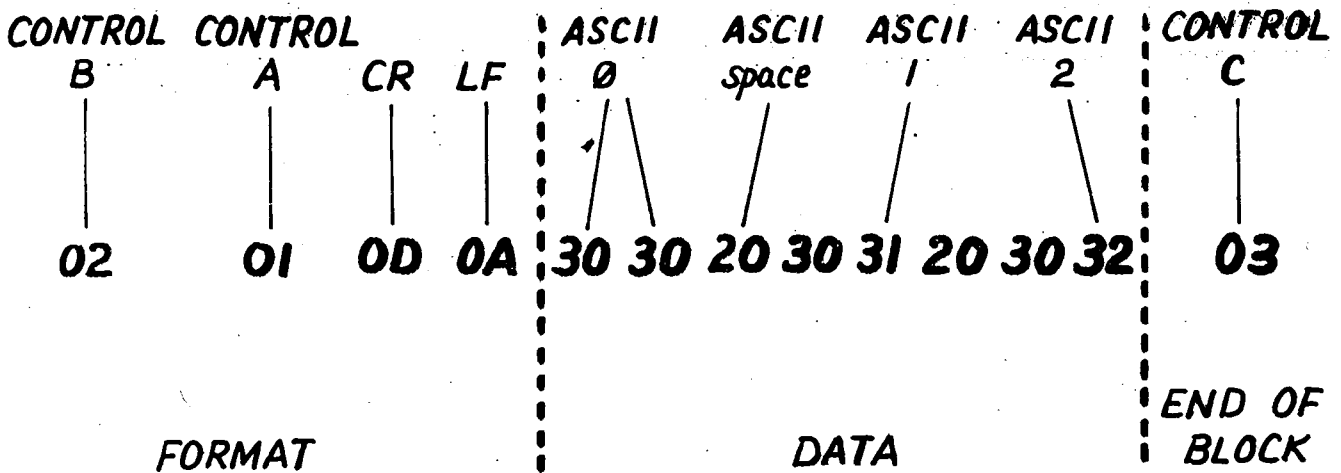 CONTROL CONTROL ASCII ASCII ASCII ASCII CONTROL
B A CR LF Ø space 1 2 C
02 01 0D 0A 30 30 20 30 31 20 30 32 03
END OF
FORMAT DATA BLOCK